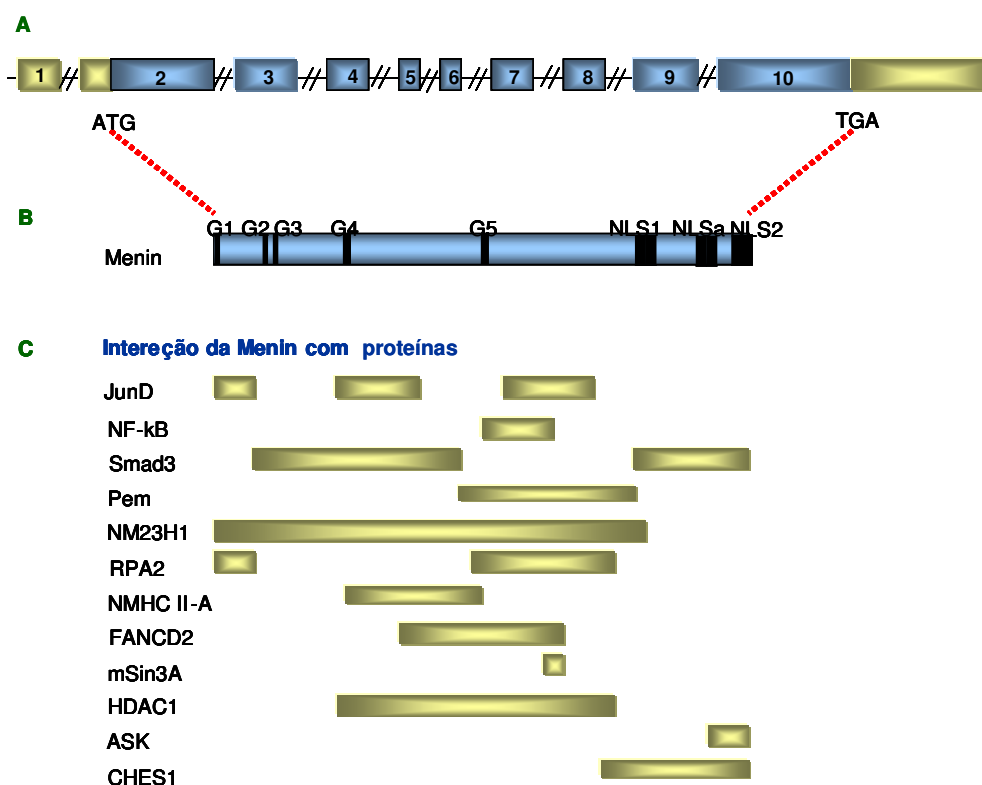 A
1 2 3 4 5 6 7 8 9 10
ATG TGA
B
G1 G2 G3 G4 G5 NLS1 NLSa NLS2
Menin
C Intereção da Menin com proteínas
JunD
NF-kB
Smad3
Pem
NM23H1
RPA2
NMHC II-A
FANCD2
mSin3A
HDAC1
ASK
CHES1